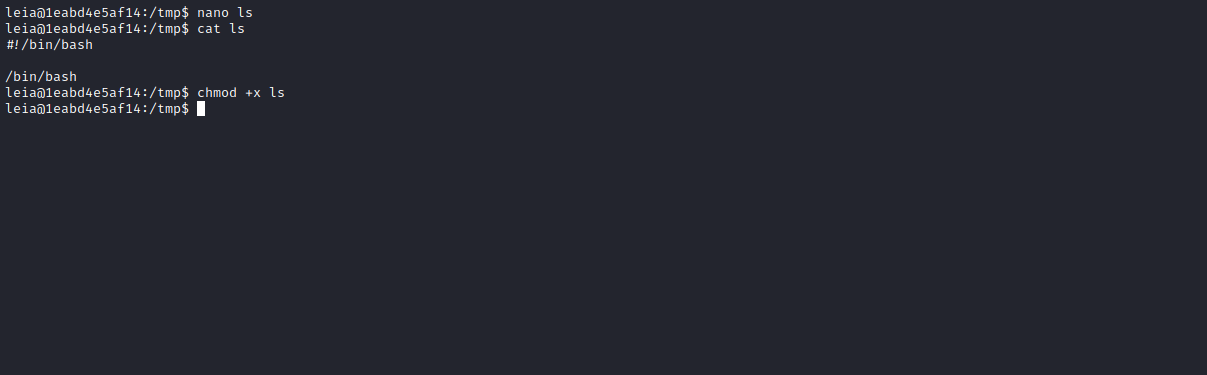 leia@1eabd4e5af14:/tmp$ nano ls
leia@1eabd4e5af14:/tmp$ cat ls
#!/bin/bash
/bin/bash
leia@1eabd4e5af14:/tmp$ chmod +x ls
leia@1eabd4e5af14:/tmp$